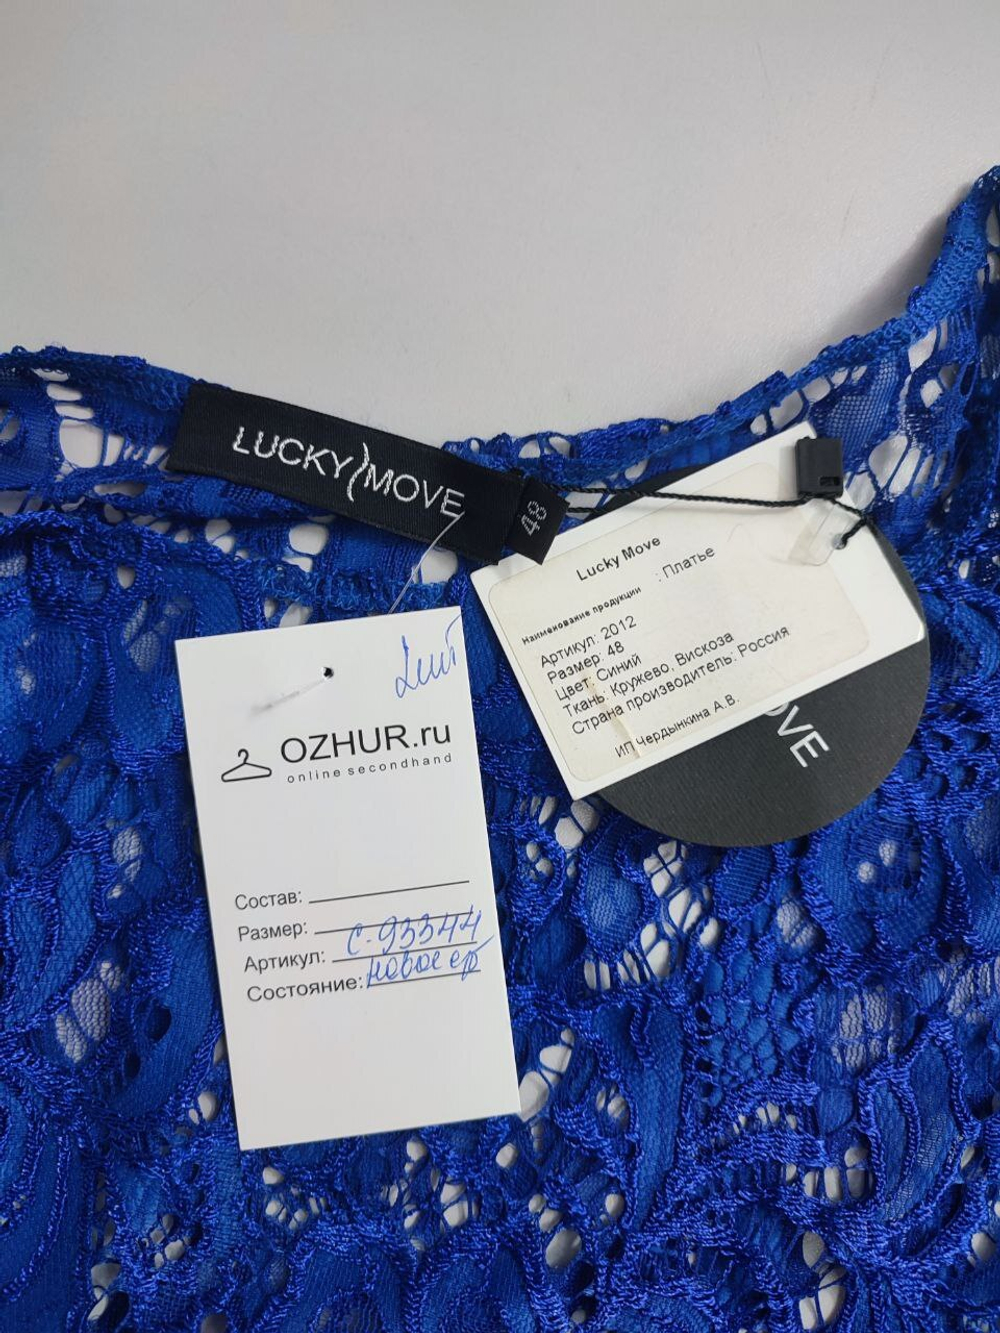 LUCKY MOVE
48
Lucky Move
Наименование продукции : Платье
Артикул: 2012
Размер: 48
Цвет: Синий
Ткань: Кружево, Вискоза
Страна производитель: Россия
ИП Чердынкина А.В.
OVE
OZHUR.ru
online secondhand
Состав:
Размер:
Артикул: с-93344
Состояние: новое